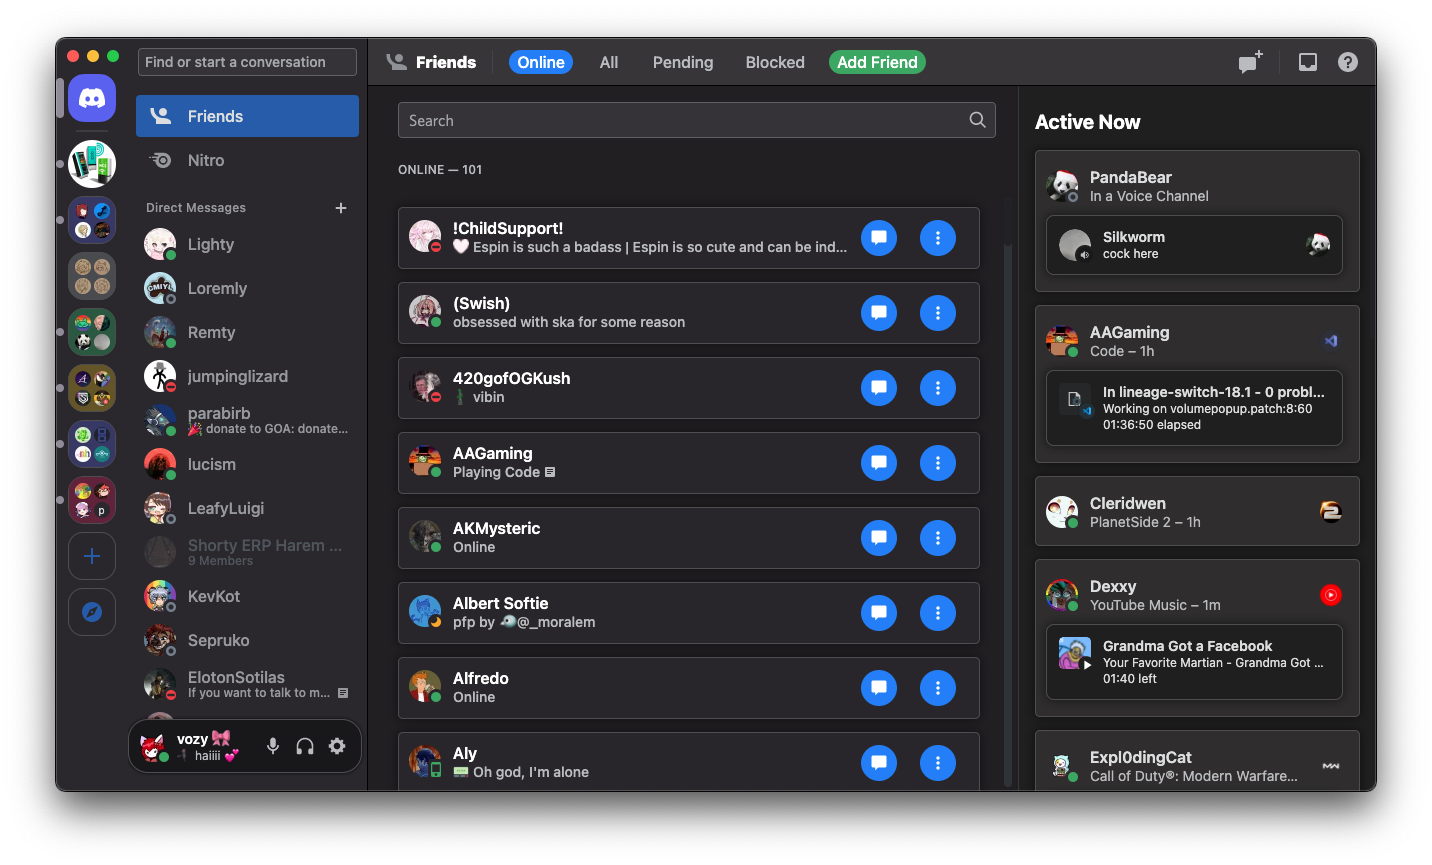 Find or start a conversation
Friends
Nitro
Direct Messages
Lighty
Loremly
Remty
jumpinglizard
parabirb
🎉 donate to GOA: donate...
lucism
LeafyLuigi
Shorty ERP Harem ...
9 Members
KevKot
Sepruko
ElotonSotilas
If you want to talk to m...
vozy 🎀
haiiii 💕
Friends
Online
All
Pending
Blocked
Add Friend
Search
ONLINE — 101
!ChildSupport!
🤍 Espin is such a badass | Espin is so cute and can be ind...
(Swish)
obsessed with ska for some reason
420gofOGKush
vibin
AAGaming
Playing Code
AKMysteric
Online
Albert Softie
pfp by @_moralem
Alfredo
Online
Aly
Oh god, I'm alone
Active Now
PandaBear
In a Voice Channel
Silkworm
cock here
AAGaming
Code – 1h
In lineage-switch-18.1 - 0 probl...
Working on volumepopup.patch:8:60
01:36:50 elapsed
Cleridwen
PlanetSide 2 – 1h
Dexxy
YouTube Music – 1m
Grandma Got a Facebook
Your Favorite Martian - Grandma Got ...
01:40 left
Expl0dingCat
Call of Duty®: Modern Warfare...